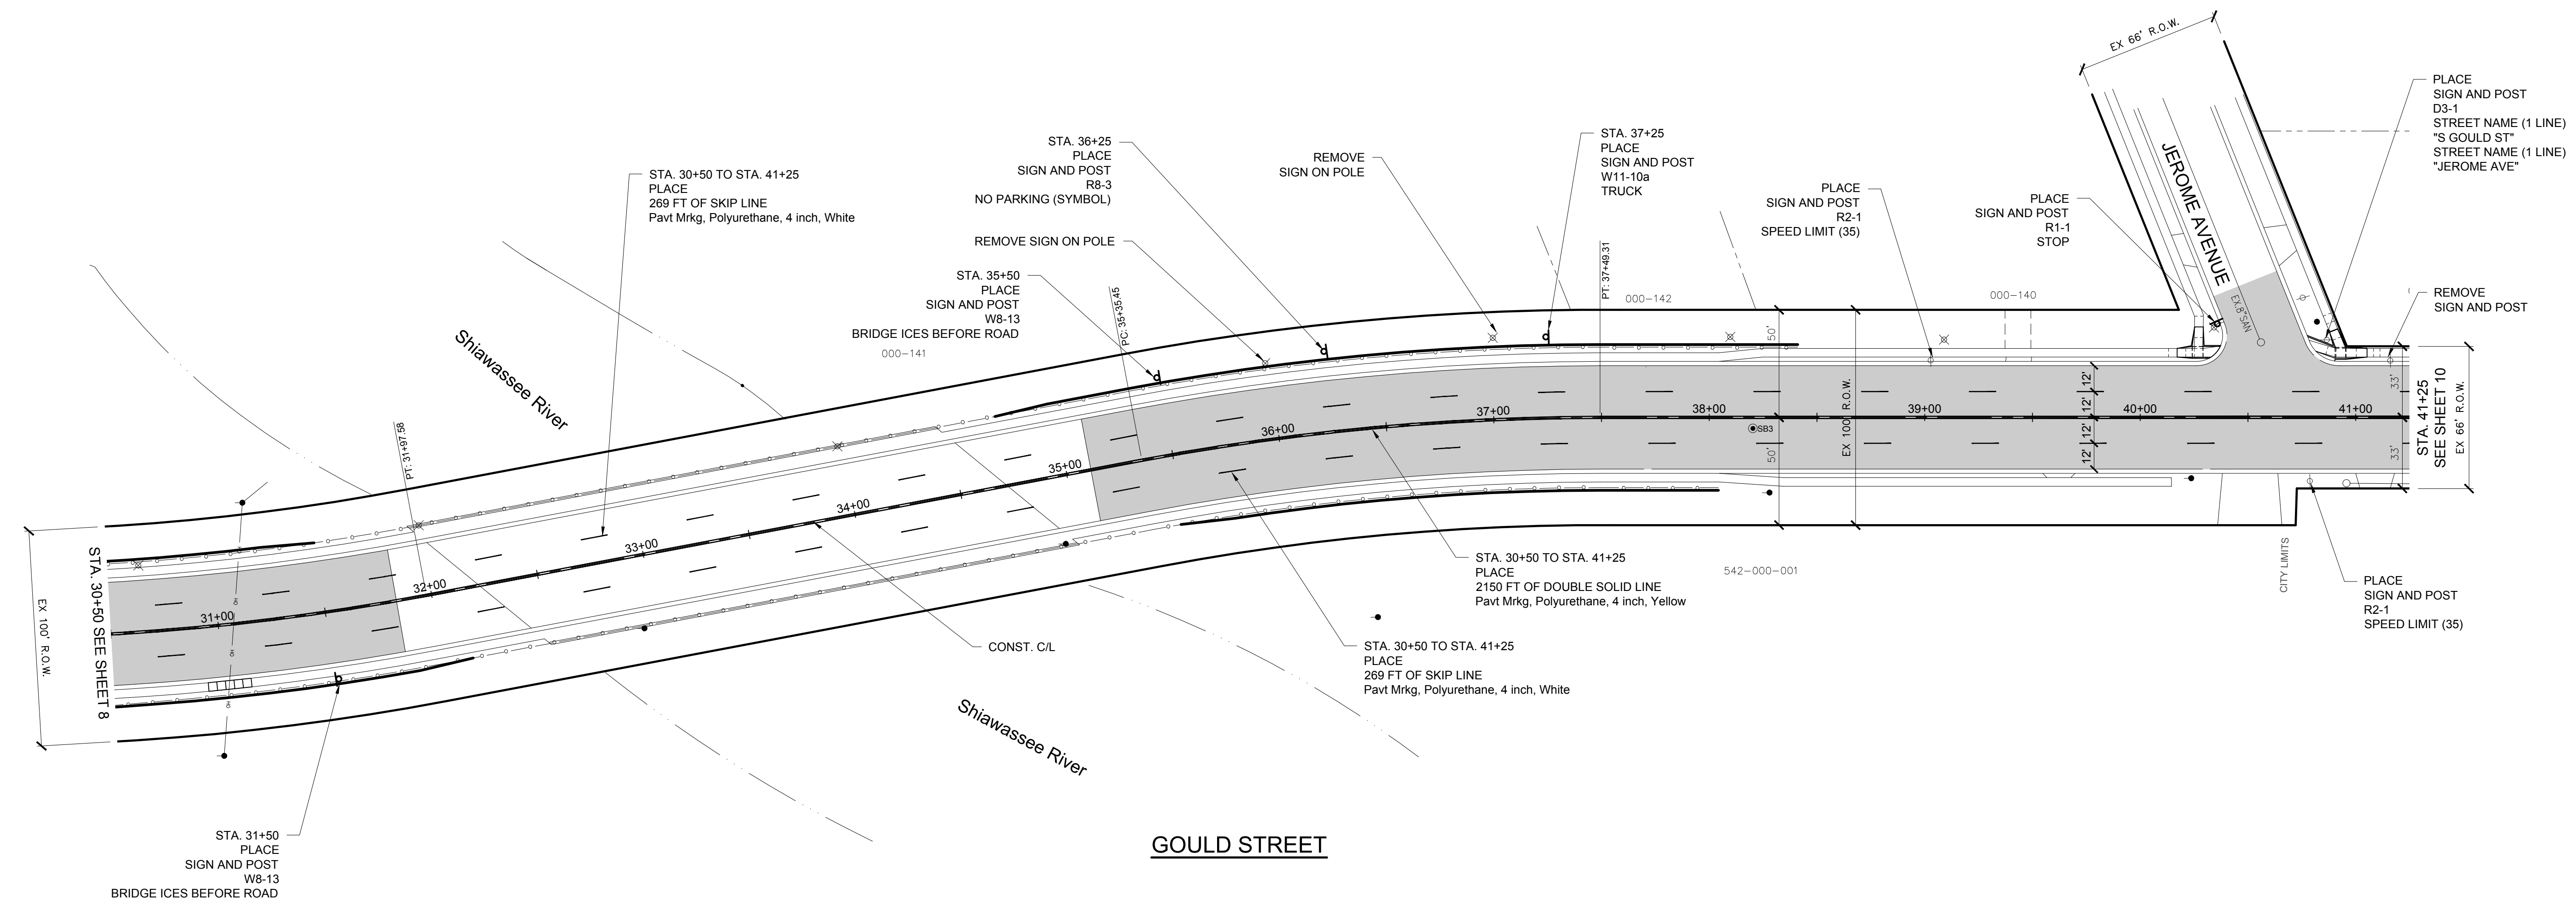 EX 66' R.O.W.
PLACE
SIGN AND POST
D3-1
STREET NAME (1 LINE)
"S GOULD ST"
STREET NAME (1 LINE)
"JEROME AVE"
STA. 30+50 TO STA. 41+25
PLACE
269 FT OF SKIP LINE
Pavt Mrkg, Polyurethane, 4 inch, White
STA. 36+25
PLACE
SIGN AND POST
R8-3
NO PARKING (SYMBOL)
REMOVE
SIGN ON POLE
STA. 37+25
PLACE
SIGN AND POST
W11-10a
TRUCK
PLACE
SIGN AND POST
R2-1
SPEED LIMIT (35)
PLACE
SIGN AND POST
R1-1
STOP
JEROME AVENUE
REMOVE SIGN ON POLE
STA. 35+50
PLACE
SIGN AND POST
W8-13
BRIDGE ICES BEFORE ROAD
000-141
PC: 35+35.45
PT: 37+49.31
000-142
000-140
EX.8"SAN
REMOVE
SIGN AND POST
Shiawassee River
PT: 31+97.58
50'
50'
EX 100' R.O.W.
12'
12'
12'
12'
33'
33'
STA. 41+25
SEE SHEET 10
EX 66' R.O.W.
31+00
32+00
33+00
34+00
35+00
36+00
37+00
38+00
39+00
40+00
41+00
SB3
OH
OH
OH
EX 100' R.O.W.
STA. 30+50 SEE SHEET 8
CONST. C/L
STA. 30+50 TO STA. 41+25
PLACE
2150 FT OF DOUBLE SOLID LINE
Pavt Mrkg, Polyurethane, 4 inch, Yellow
542-000-001
CITY LIMITS
PLACE
SIGN AND POST
R2-1
SPEED LIMIT (35)
STA. 30+50 TO STA. 41+25
PLACE
269 FT OF SKIP LINE
Pavt Mrkg, Polyurethane, 4 inch, White
Shiawassee River
STA. 31+50
PLACE
SIGN AND POST
W8-13
BRIDGE ICES BEFORE ROAD
GOULD STREET